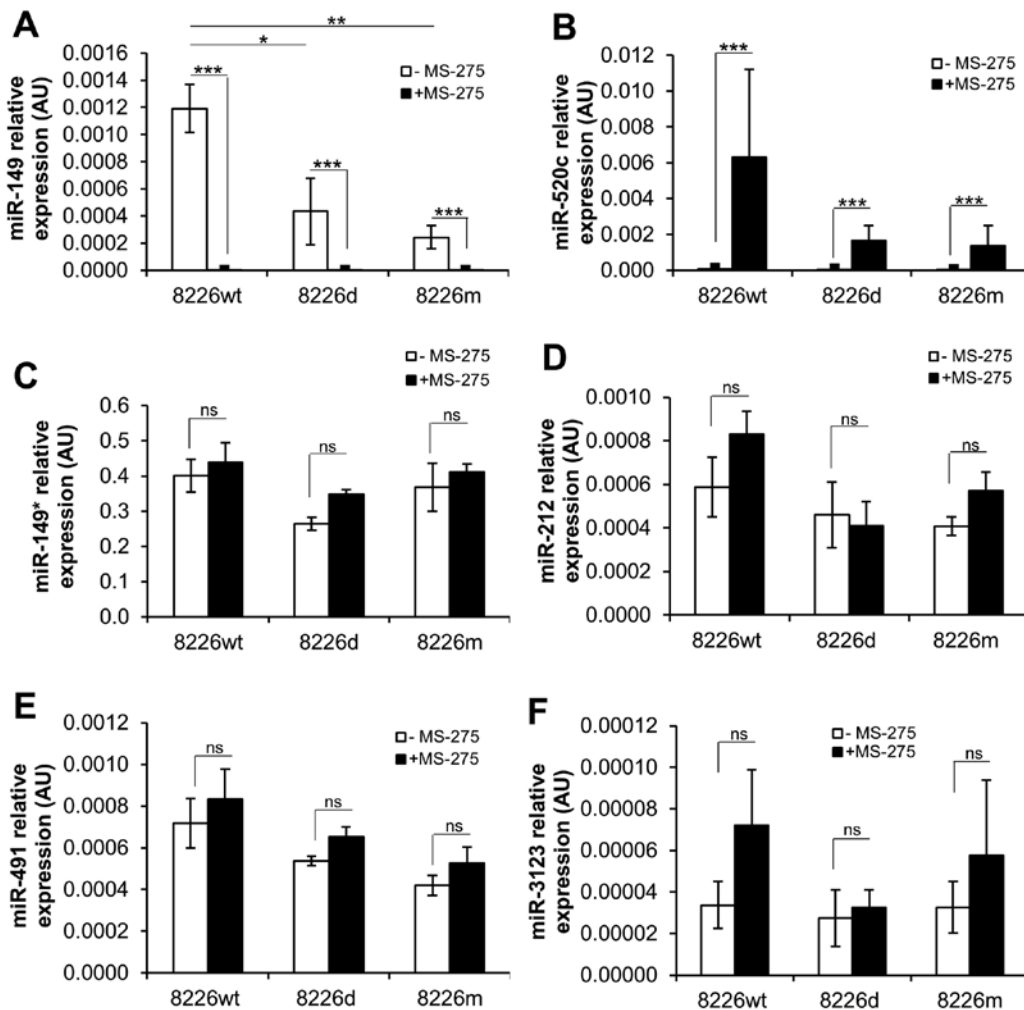 A
**
*
miR-149 relative
expression (AU)
0.0016
0.0014
0.0012
0.0010
0.0008
0.0006
0.0004
0.0002
0.0000
***
***
***
- MS-275
+MS-275
8226wt 8226d 8226m
B
miR-520c relative
expression (AU)
0.012
0.010
0.008
0.006
0.004
0.002
0.000
***
***
***
- MS-275
+MS-275
8226wt 8226d 8226m
C
miR-149* relative
expression (AU)
0.6
0.5
0.4
0.3
0.2
0.1
0.0
ns
ns
ns
- MS-275
+MS-275
8226wt 8226d 8226m
D
miR-212 relative
expression (AU)
0.0010
0.0008
0.0006
0.0004
0.0002
0.0000
ns
ns
ns
- MS-275
+MS-275
8226wt 8226d 8226m
E
miR-491 relative
expression (AU)
0.0012
0.0010
0.0008
0.0006
0.0004
0.0002
0.0000
ns
ns
ns
- MS-275
+MS-275
8226wt 8226d 8226m
F
miR-3123 relative
expression (AU)
0.00012
0.00010
0.00008
0.00006
0.00004
0.00002
0.00000
ns
ns
ns
- MS-275
+MS-275
8226wt 8226d 8226m